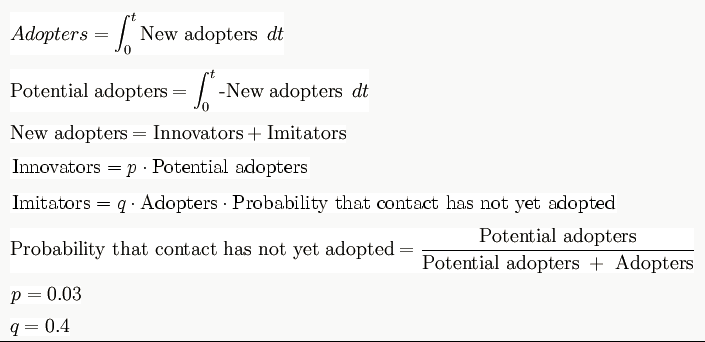 Adopters = ∫₀ᵗ New adopters dt
Potential adopters = ∫₀ᵗ -New adopters dt
New adopters = Innovators + Imitators
Innovators = p · Potential adopters
Imitators = q · Adopters · Probability that contact has not yet adopted
Probability that contact has not yet adopted = Potential adopters / Potential adopters + Adopters
p = 0.03
q = 0.4